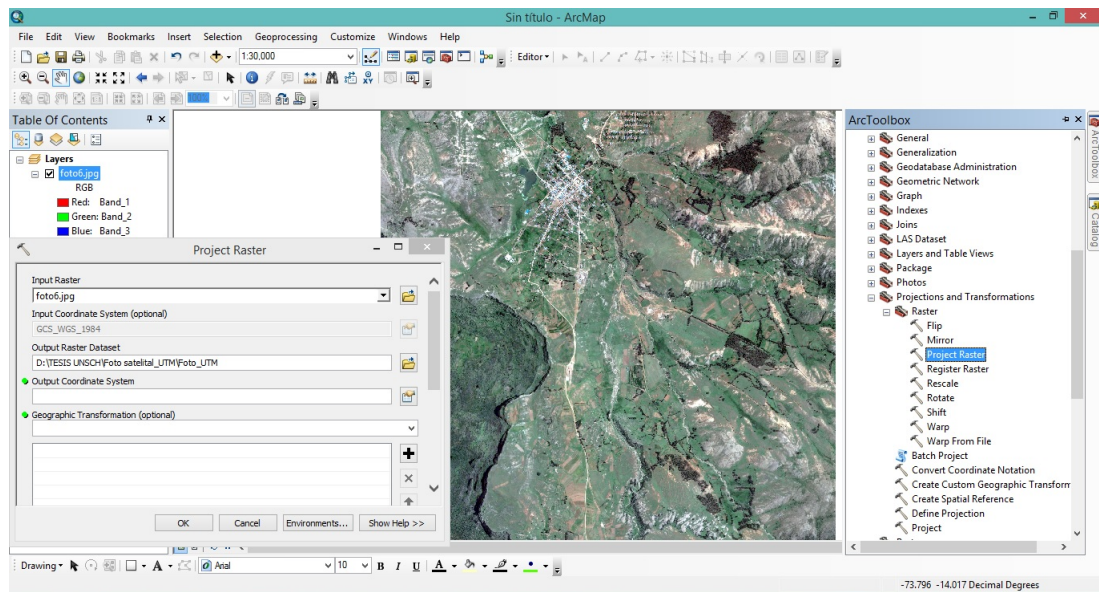 Sin título - ArcMap
File Edit View Bookmarks Insert Selection Geoprocessing Customize Windows Help
1:30,000
Editor
100%
Table Of Contents
Layers
foto6.jpg
RGB
Red: Band_1
Green: Band_2
Blue: Band_3
Project Raster
Input Raster
foto6.jpg
Input Coordinate System (optional)
GCS_WGS_1984
Output Raster Dataset
D:\TESIS UNSCH\Foto satelital_UTM\Foto_UTM
Output Coordinate System
Geographic Transformation (optional)
OK Cancel Environments... Show Help >>
ArcToolbox
General
Generalization
Geodatabase Administration
Geometric Network
Graph
Indexes
Joins
LAS Dataset
Layers and Table Views
Package
Photos
Projections and Transformations
Raster
Flip
Mirror
Project Raster
Register Raster
Rescale
Rotate
Shift
Warp
Warp From File
Batch Project
Convert Coordinate Notation
Create Custom Geographic Transform
Create Spatial Reference
Define Projection
Project
ArcToolbox
Catalog
Drawing A Arial 10 B I U A
-73.796 -14.017 Decimal Degrees